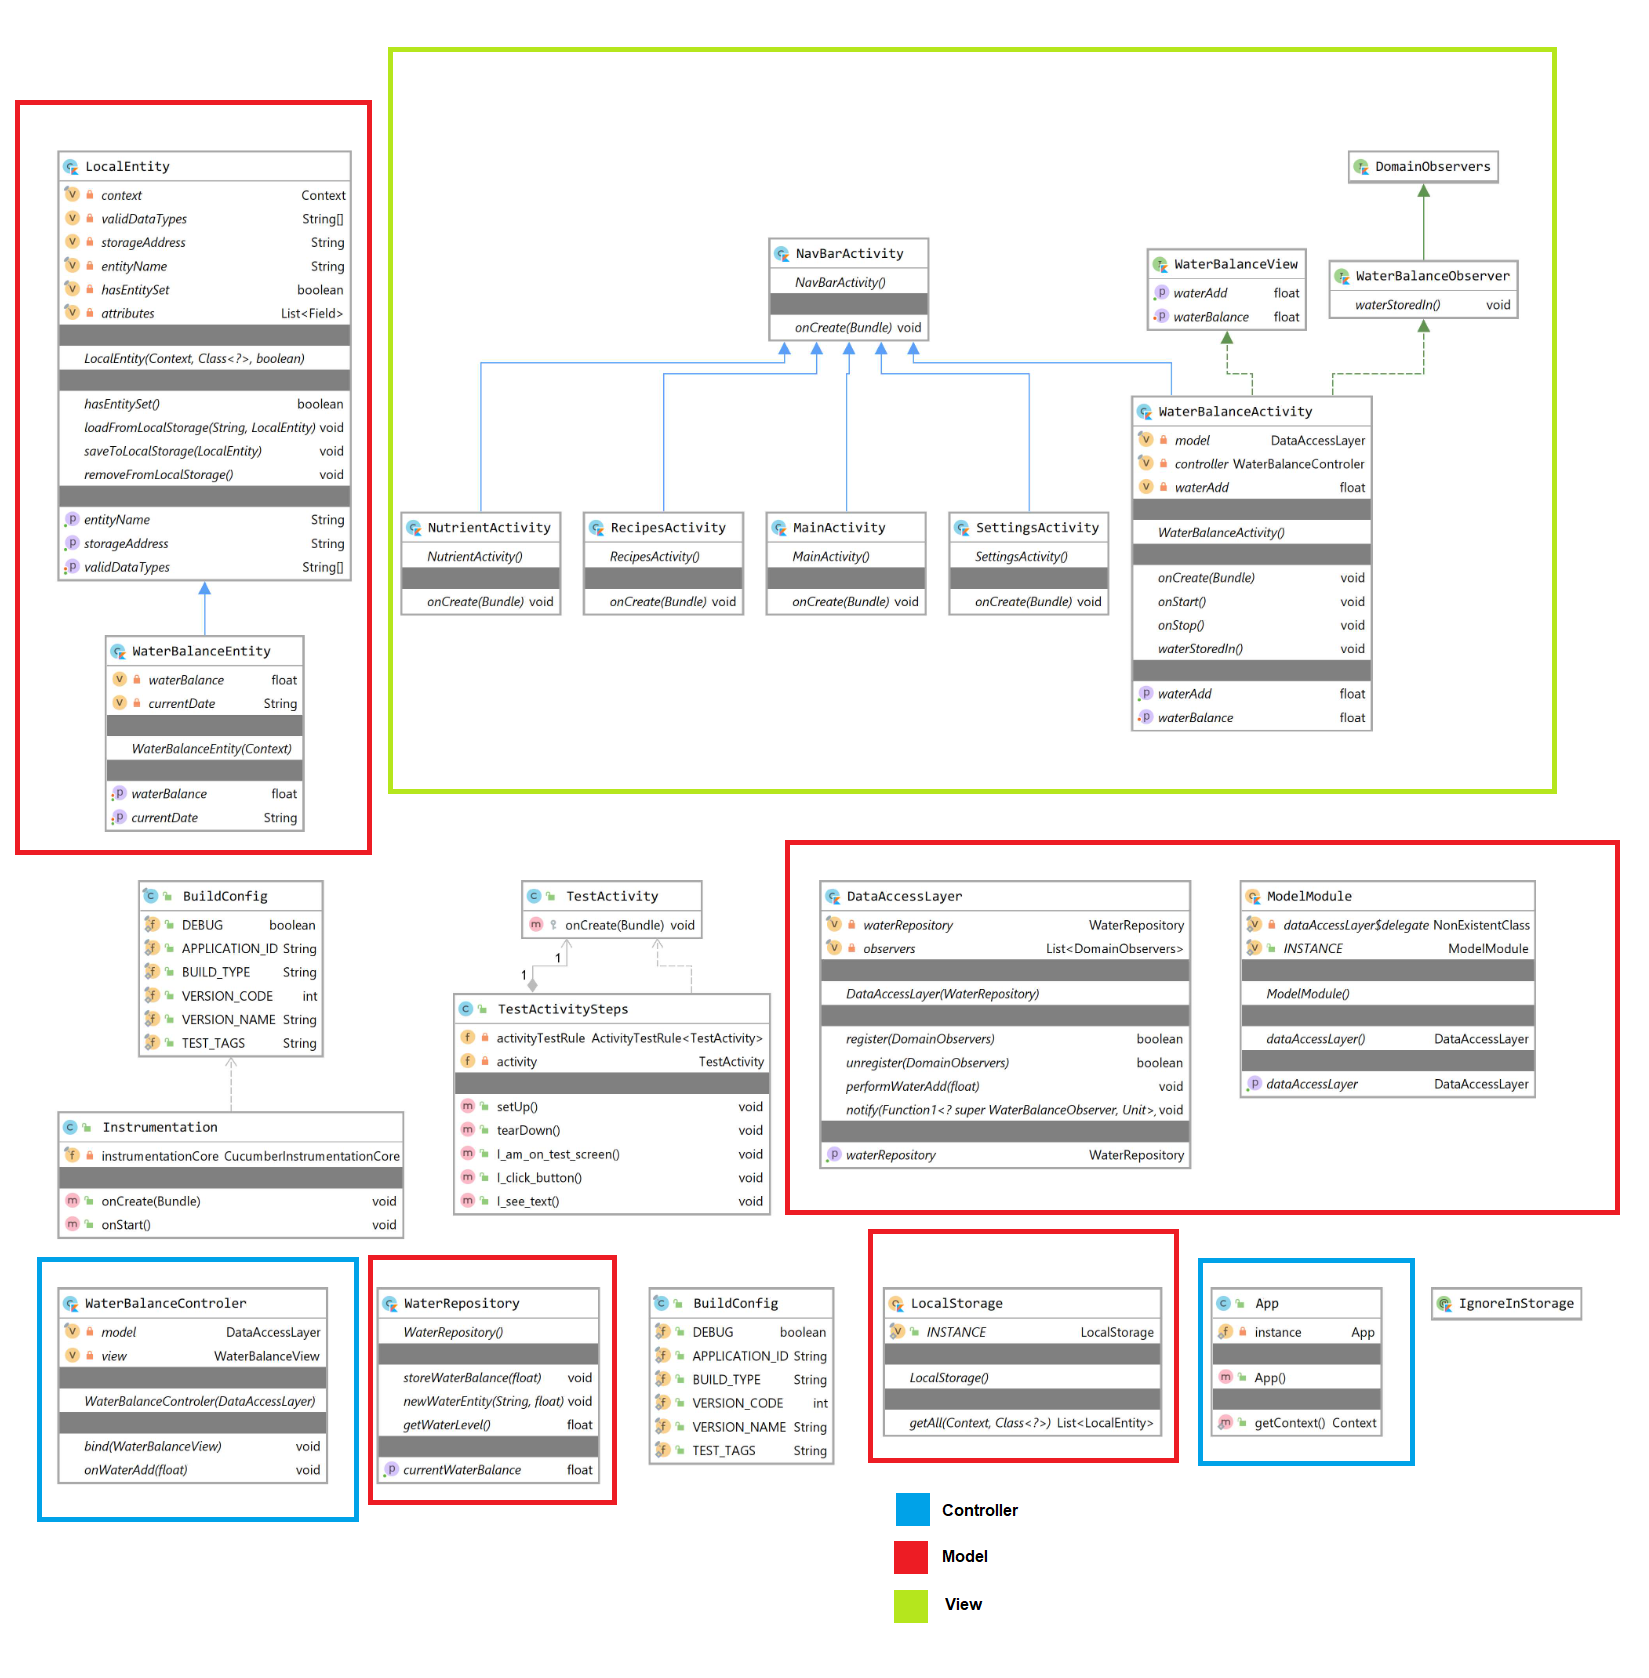 LocalEntity
context Context
validDataTypes String[]
storageAddress String
entityName String
hasEntitySet boolean
attributes List<Field>
LocalEntity(Context, Class<?>, boolean)
hasEntitySet() boolean
loadFromLocalStorage(String, LocalEntity) void
saveToLocalStorage(LocalEntity) void
removeFromLocalStorage() void
entityName String
storageAddress String
validDataTypes String[]
WaterBalanceEntity
waterBalance float
currentDate String
WaterBalanceEntity(Context)
waterBalance float
currentDate String
NavBarActivity
NavBarActivity()
onCreate(Bundle) void
DomainObservers
WaterBalanceView
waterAdd float
waterBalance float
WaterBalanceObserver
waterStoredIn() void
NutrientActivity
NutrientActivity()
onCreate(Bundle) void
RecipesActivity
RecipesActivity()
onCreate(Bundle) void
MainActivity
MainActivity()
onCreate(Bundle) void
SettingsActivity
SettingsActivity()
onCreate(Bundle) void
WaterBalanceActivity
model DataAccessLayer
controller WaterBalanceControler
waterAdd float
WaterBalanceActivity()
onCreate(Bundle) void
onStart() void
onStop() void
waterStoredIn() void
waterAdd float
waterBalance float
BuildConfig
DEBUG boolean
APPLICATION_ID String
BUILD_TYPE String
VERSION_CODE int
VERSION_NAME String
TEST_TAGS String
Instrumentation
instrumentationCore CucumberInstrumentationCore
onCreate(Bundle) void
onStart() void
TestActivity
onCreate(Bundle) void
1
1
TestActivitySteps
activityTestRule ActivityTestRule<TestActivity>
activity TestActivity
setUp() void
tearDown() void
I_am_on_test_screen() void
I_click_button() void
I_see_text() void
DataAccessLayer
waterRepository WaterRepository
observers List<DomainObservers>
DataAccessLayer(WaterRepository)
register(DomainObservers) boolean
unregister(DomainObservers) boolean
performWaterAdd(float) void
notify(Function1<? super WaterBalanceObserver, Unit>, void
waterRepository WaterRepository
ModelModule
dataAccessLayer$delegate NonExistentClass
INSTANCE ModelModule
ModelModule()
dataAccessLayer() DataAccessLayer
dataAccessLayer DataAccessLayer
WaterBalanceControler
model DataAccessLayer
view WaterBalanceView
WaterBalanceControler(DataAccessLayer)
bind(WaterBalanceView) void
onWaterAdd(float) void
WaterRepository
WaterRepository()
storeWaterBalance(float) void
newWaterEntity(String, float) void
getWaterLevel() float
currentWaterBalance float
BuildConfig
DEBUG boolean
APPLICATION_ID String
BUILD_TYPE String
VERSION_CODE int
VERSION_NAME String
TEST_TAGS String
LocalStorage
INSTANCE LocalStorage
LocalStorage()
getAll(Context, Class<?>) List<LocalEntity>
App
instance App
App()
getContext() Context
IgnoreInStorage
Controller
Model
View